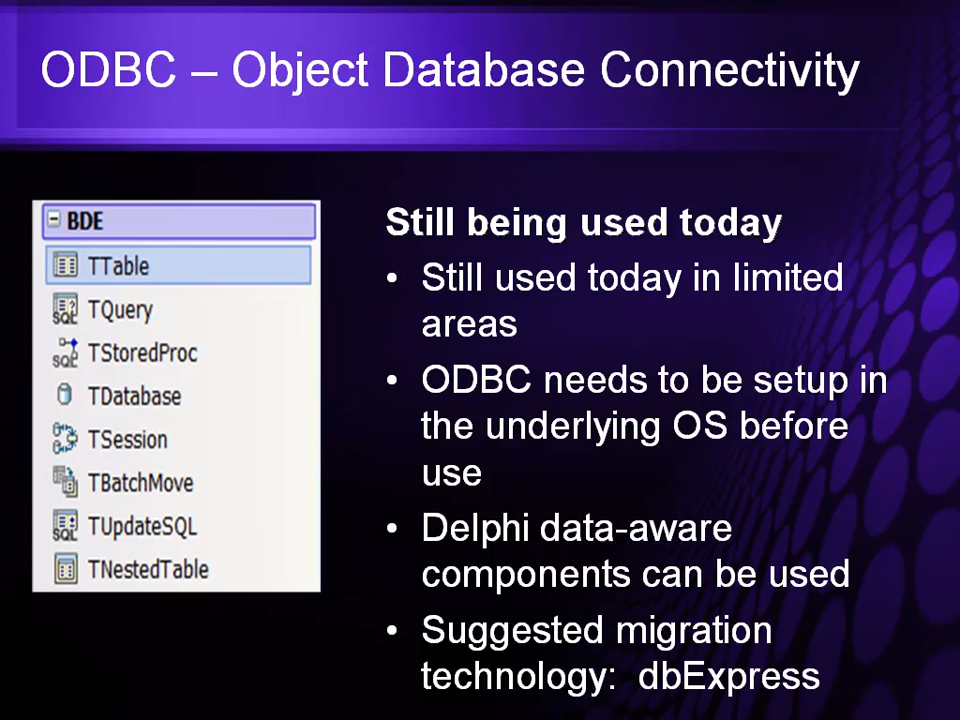 ODBC – Object Database Connectivity
BDE
TTable
TQuery
TStoredProc
TDatabase
TSession
TBatchMove
TUpdateSQL
TNestedTable
Still being used today
• Still used today in limited
areas
• ODBC needs to be setup in
the underlying OS before
use
• Delphi data-aware
components can be used
• Suggested migration
technology: dbExpress